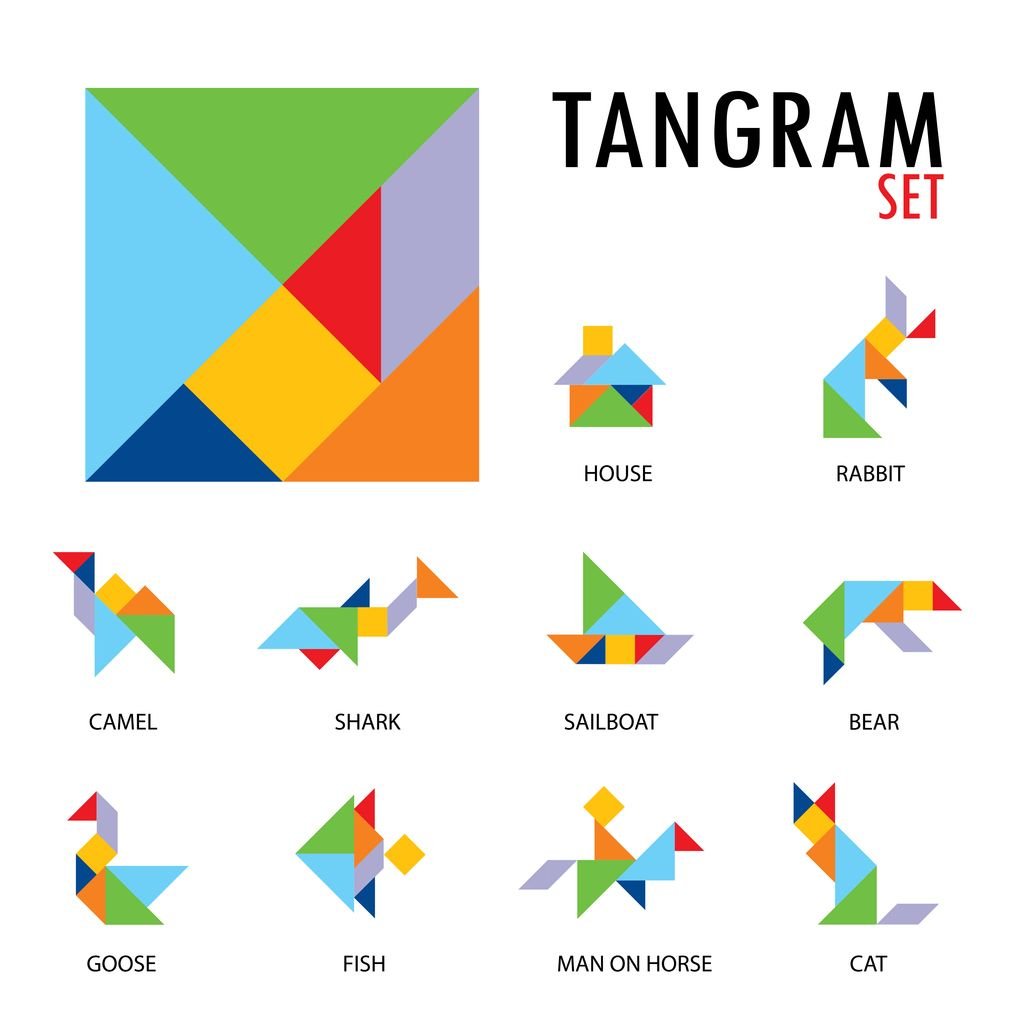 TANGRAM
SET
HOUSE
RABBIT
CAMEL
SHARK
SAILBOAT
BEAR
GOOSE
FISH
MAN ON HORSE
CAT